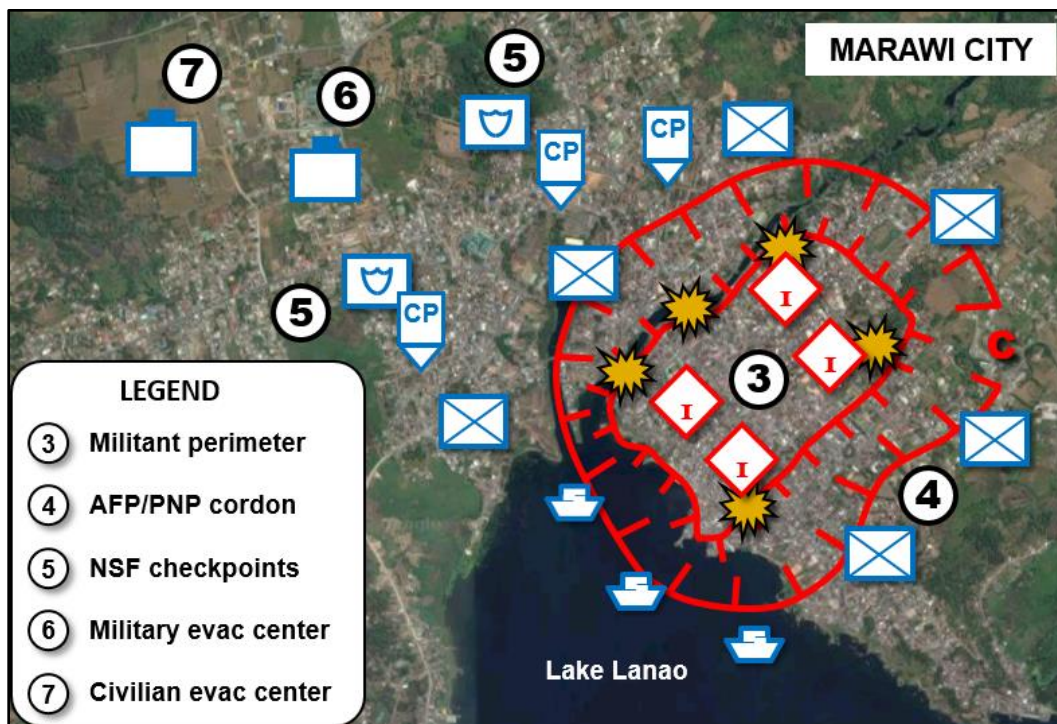 MARAWI CITY
7
6
5
CP
CP
5
CP
3
I
I
I
I
C
4
Lake Lanao
LEGEND
3 Militant perimeter
4 AFP/PNP cordon
5 NSF checkpoints
6 Military evac center
7 Civilian evac center